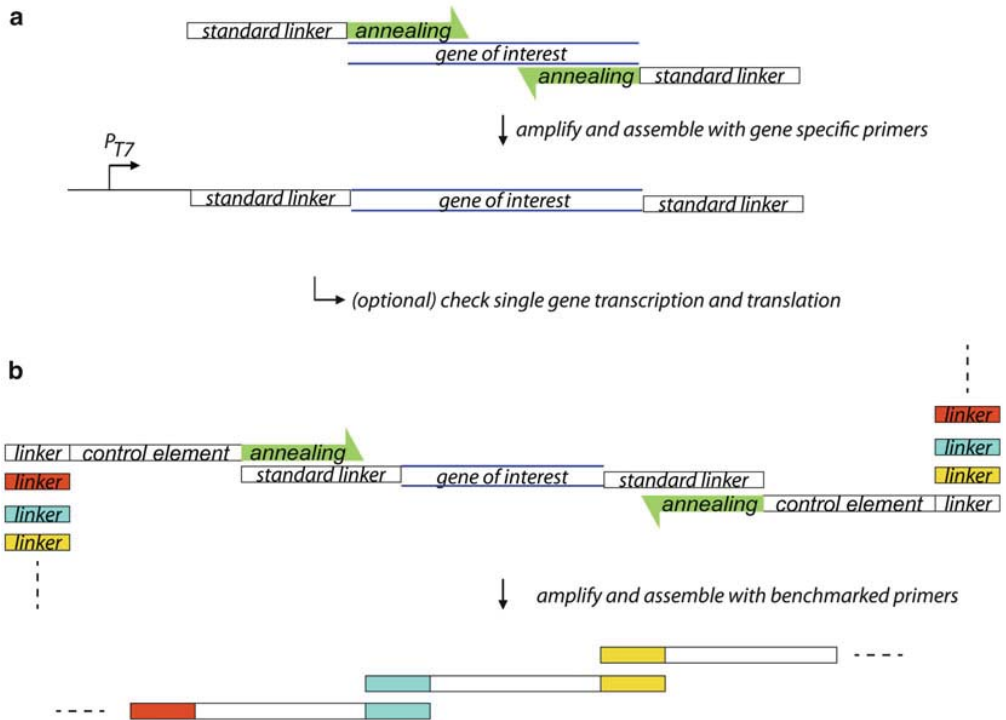 a
standard linker annealing
gene of interest
annealing standard linker
amplify and assemble with gene specific primers
PT7
standard linker gene of interest standard linker
(optional) check single gene transcription and translation
b
linker
linker
linker
linker control element annealing
standard linker gene of interest standard linker
annealing control element linker
linker
linker
linker
amplify and assemble with benchmarked primers